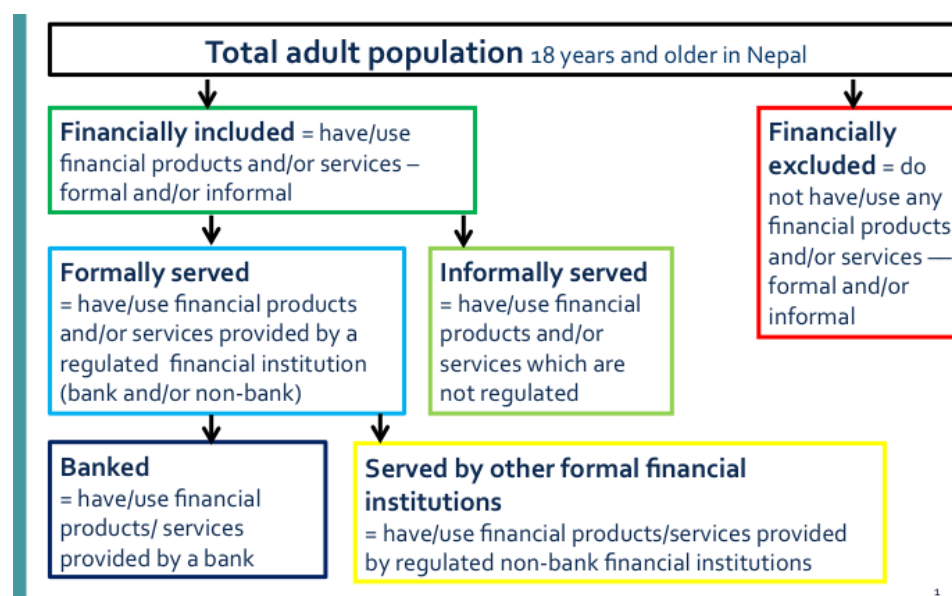 Total adult population 18 years and older in Nepal
Financially included = have/use
financial products and/or services –
formal and/or informal
Financially
excluded = do
not have/use any
financial products
and/or services —
formal and/or
informal
Formally served
= have/use financial products
and/or services provided by a
regulated financial institution
(bank and/or non-bank)
Informally served
= have/use financial
products and/or
services which are
not regulated
Banked
= have/use financial
products/ services
provided by a bank
Served by other formal financial
institutions
= have/use financial products/services provided
by regulated non-bank financial institutions
1